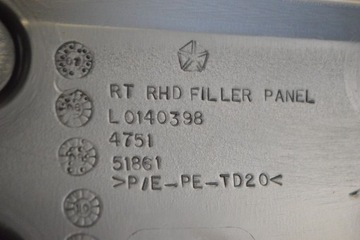 RT RHD FILLER PANEL
L0140398
4751
51861
>P/E-PE-TD20<